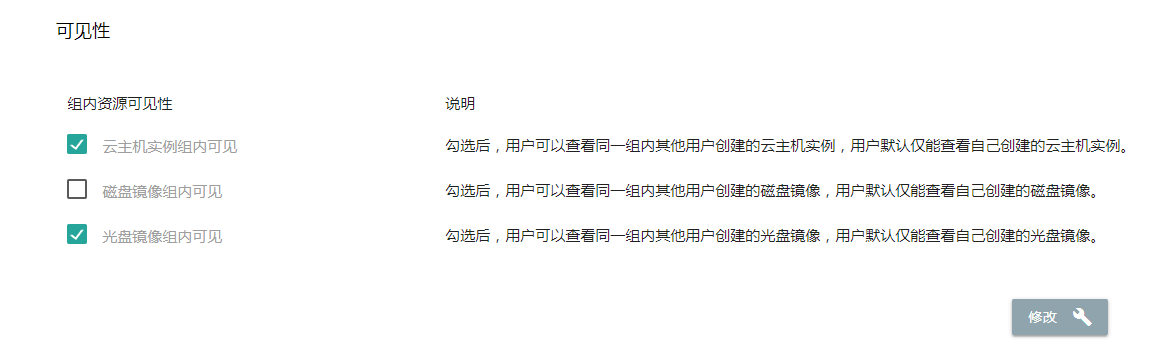 可见性
组内资源可见性 说明
云主机实例组内可见 勾选后，用户可以查看同一组内其他用户创建的云主机实例，用户默认仅能查看自己创建的云主机实例。
磁盘镜像组内可见 勾选后，用户可以查看同一组内其他用户创建的磁盘镜像，用户默认仅能查看自己创建的磁盘镜像。
光盘镜像组内可见 勾选后，用户可以查看同一组内其他用户创建的光盘镜像，用户默认仅能查看自己创建的光盘镜像。
修改